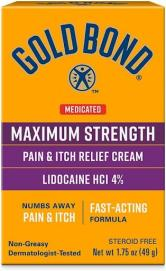 GOLD BOND
™
MEDICATED
MAXIMUM STRENGTH
PAIN & ITCH RELIEF CREAM
LIDOCAINE HCl 4%
NUMBS AWAY
PAIN & ITCH
FAST-ACTING
FORMULA
STEROID FREE
Non-Greasy
Dermatologist-Tested
Net wt 1.75 oz (49 g)